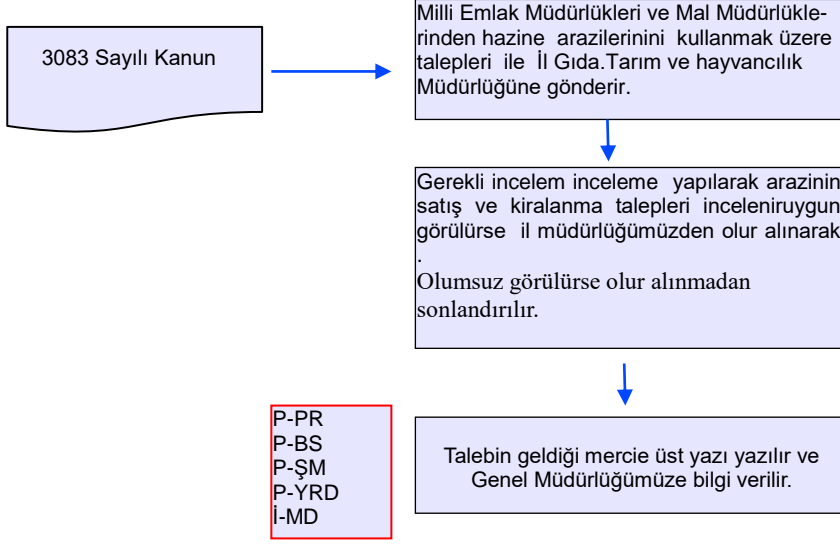 3083 Sayılı Kanun
Milli Emlak Müdürlükleri ve Mal Müdürlükle-
rinden hazine arazilerinini kullanmak üzere
talepleri ile İl Gıda.Tarım ve hayvancılık
Müdürlüğüne gönderir.
Gerekli incelem inceleme yapılarak arazinin
satış ve kiralanma talepleri inceleniruygun
görülürse il müdürlüğümüzden olur alınarak
.
Olumsuz görülürse olur alınmadan
sonlandırılır.
P-PR
P-BS
P-ŞM
P-YRD
İ-MD
Talebin geldiği mercie üst yazı yazılır ve
Genel Müdürlüğümüze bilgi verilir.